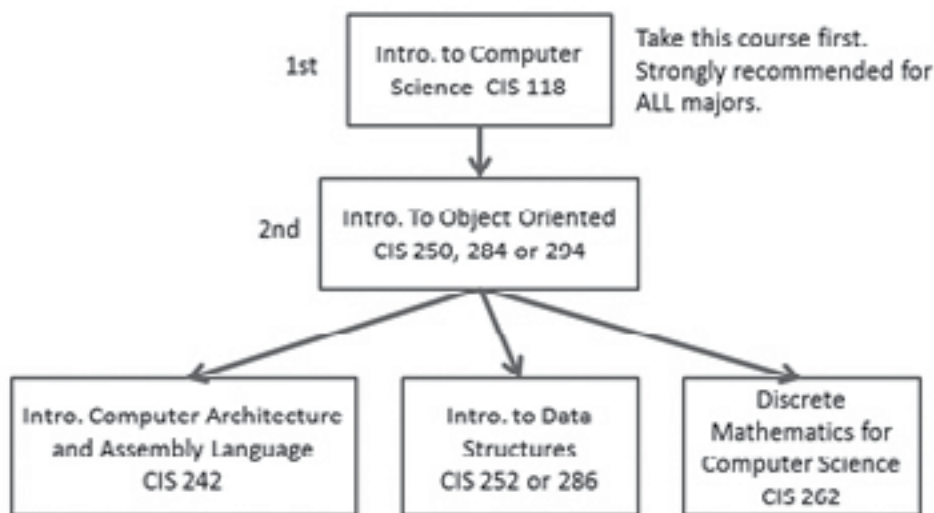 1st
Intro. to Computer
Science CIS 118
Take this course first.
Strongly recommended for
ALL majors.
2nd
Intro. To Object Oriented
CIS 250, 284 or 294
Intro. Computer Architecture
and Assembly Language
CIS 242
Intro. to Data
Structures
CIS 252 or 286
Discrete
Mathematics for
Computer Science
CIS 262